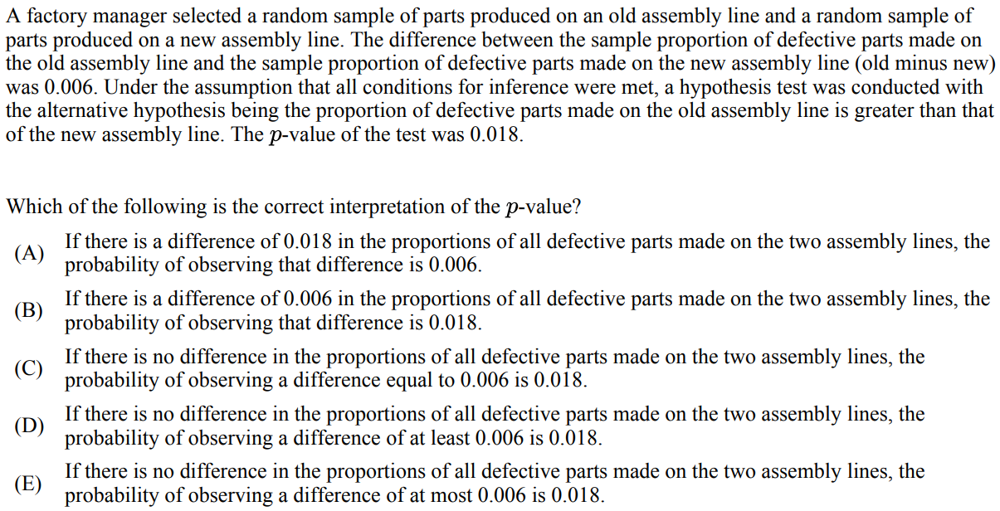 A factory manager selected a random sample of parts produced on an old assembly line and a random sample of
parts produced on a new assembly line. The difference between the sample proportion of defective parts made on
the old assembly line and the sample proportion of defective parts made on the new assembly line (old minus new)
was 0.006. Under the assumption that all conditions for inference were met, a hypothesis test was conducted with
the alternative hypothesis being the proportion of defective parts made on the old assembly line is greater than that
of the new assembly line. The p-value of the test was 0.018.
Which of the following is the correct interpretation of the p-value?
(A) If there is a difference of 0.018 in the proportions of all defective parts made on the two assembly lines, the
probability of observing that difference is 0.006.
(B) If there is a difference of 0.006 in the proportions of all defective parts made on the two assembly lines, the
probability of observing that difference is 0.018.
(C) If there is no difference in the proportions of all defective parts made on the two assembly lines, the
probability of observing a difference equal to 0.006 is 0.018.
(D) If there is no difference in the proportions of all defective parts made on the two assembly lines, the
probability of observing a difference of at least 0.006 is 0.018.
(E) If there is no difference in the proportions of all defective parts made on the two assembly lines, the
probability of observing a difference of at most 0.006 is 0.018.